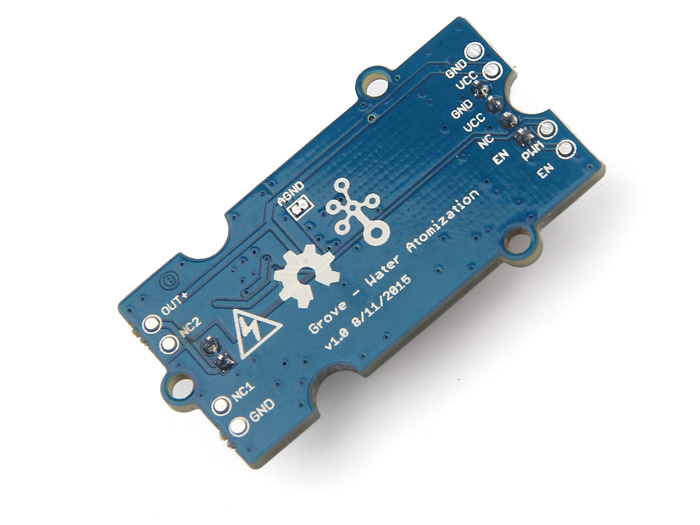 GND
VCC
GND
VCC
NC
EN
PWM
EN
AGND
Grove - Water Atomization
v1.0 8/11/2015
OUT+
NC2
NC1
GND